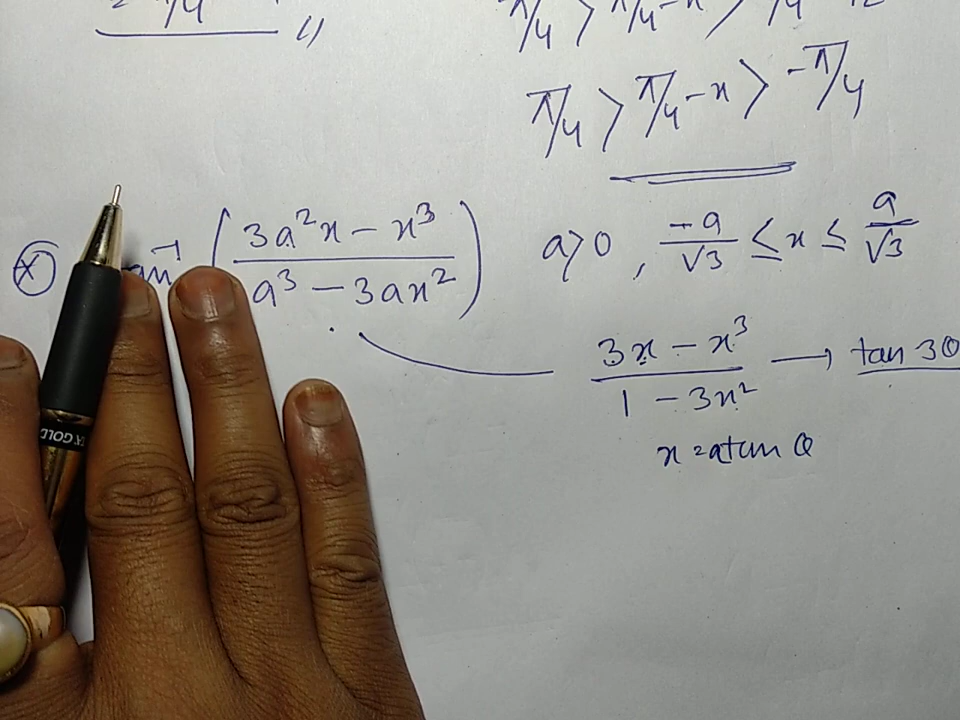 π/4 > π/4 - x > -π/4
(x) tan⁻¹ ( (3a²x - x³) / (a³ - 3ax²) ) a>0 , -a/√3 ≤ x ≤ a/√3
(3x - x³) / (1 - 3x²) → tan 3θ
x = a tan θ